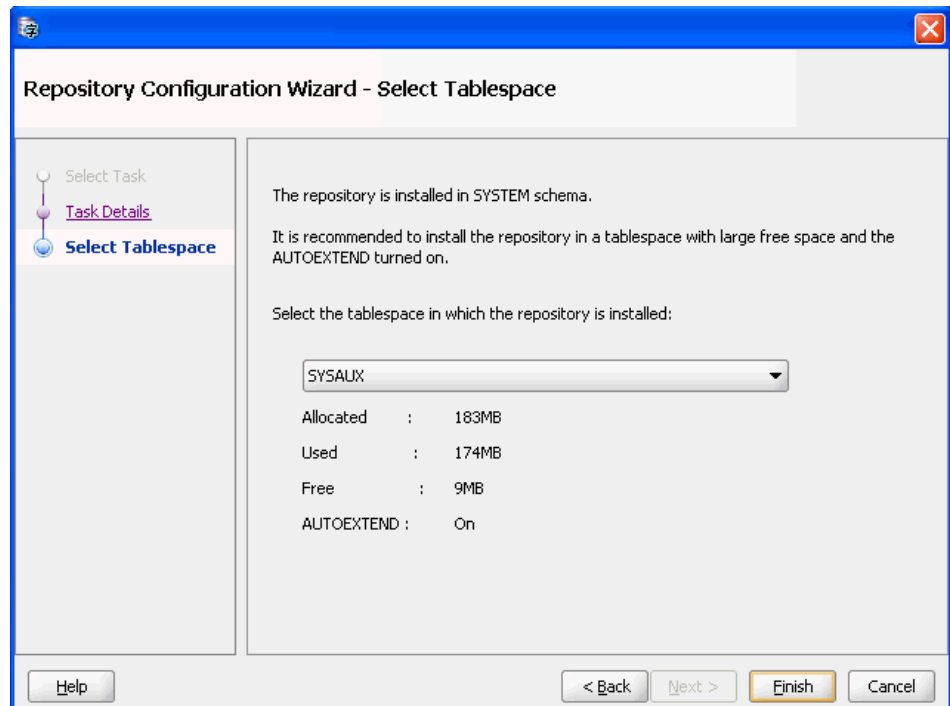 字
Repository Configuration Wizard - Select Tablespace
Select Task
Task Details
Select Tablespace
The repository is installed in SYSTEM schema.
It is recommended to install the repository in a tablespace with large free space and the
AUTOEXTEND turned on.
Select the tablespace in which the repository is installed:
SYSAUX
Allocated : 183MB
Used : 174MB
Free : 9MB
AUTOEXTEND : On
Help
< Back
Next >
Finish
Cancel